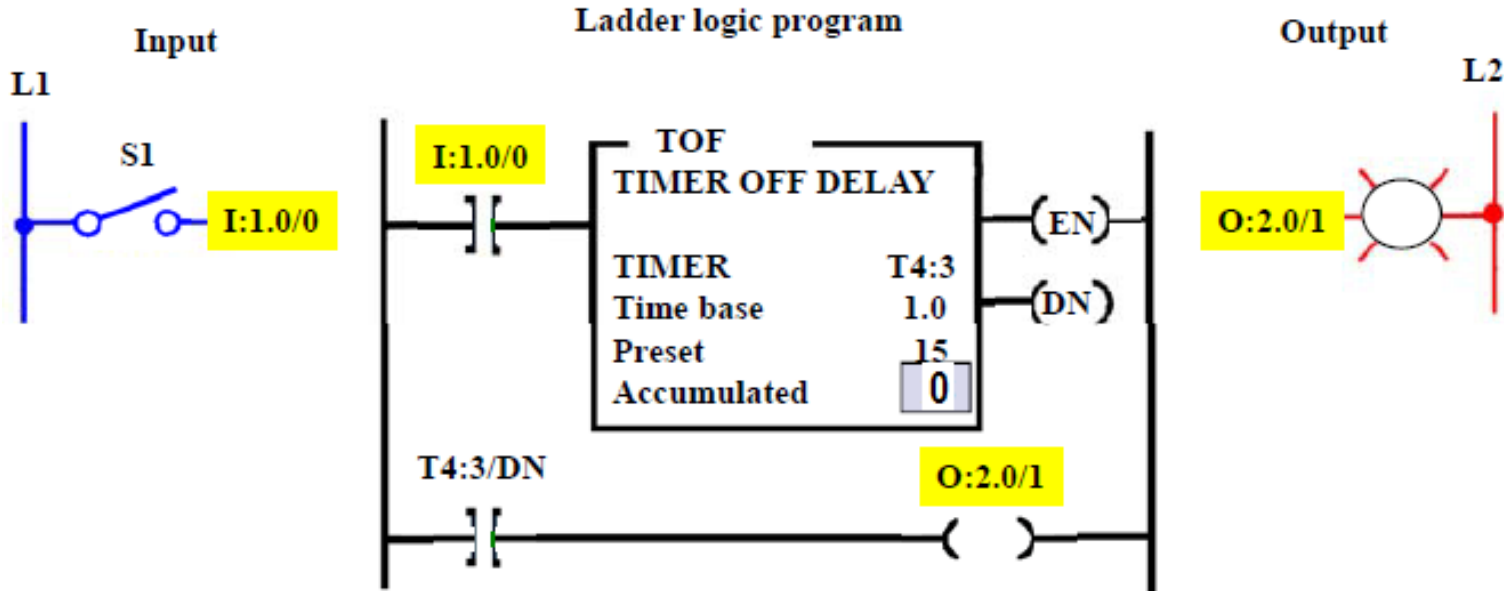 Ladder logic program
Input
Output
L1
L2
S1
I:1.0/0
I:1.0/0
TOF
TIMER OFF DELAY
EN
TIMER T4:3
Time base 1.0
DN
Preset 15
Accumulated 0
O:2.0/1
T4:3/DN
O:2.0/1